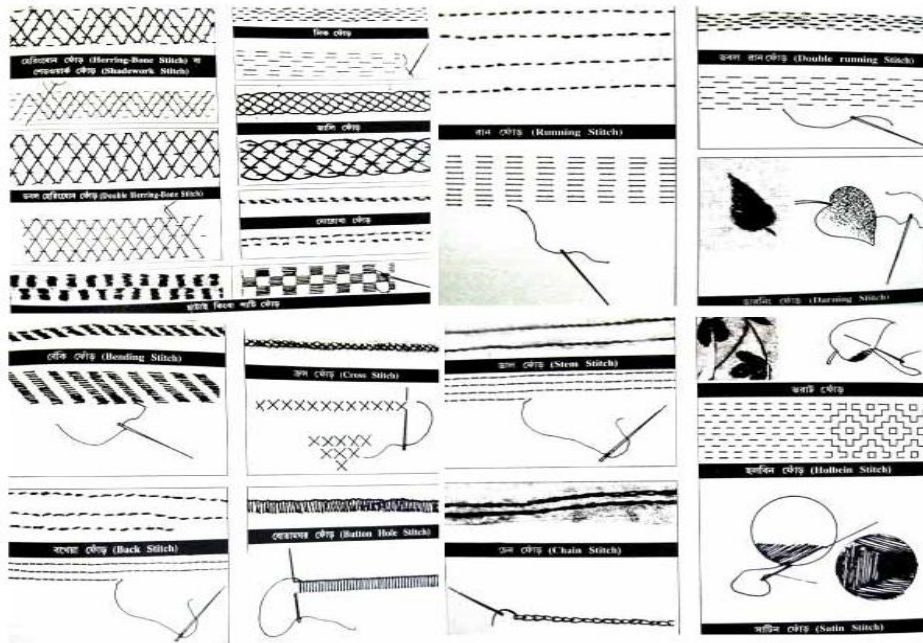 হেরিংবোন ফোঁড় (Herring-Bone Stitch) বা
শেডওয়ার্ক ফোঁড় (Shadework Stitch)
ডবল হেরিংবোন ফোঁড় (Double Herring-Bone Stitch)
লিক ফোঁড়
জালি ফোঁড়
দোরোখা ফোঁড়
চাটাই কিংবা পাটি ফোঁড়
রান ফোঁড় (Running Stitch)
ডবল রান ফোঁড় (Double running Stitch)
ডারনিং ফোঁড় (Darning Stitch)
বেঁকি ফোঁড় (Bending Stitch)
ক্রস ফোঁড় (Cross Stitch)
ডাল ফোঁড় (Stem Stitch)
ভরাট ফোঁড়
হলবিন ফোঁড় (Holbein Stitch)
বখেয়া ফোঁড় (Back Stitch)
বোতামঘর ফোঁড় (Button Hole Stitch)
চেন ফোঁড় (Chain Stitch)
সাটিন ফোঁড় (Satin Stitch)